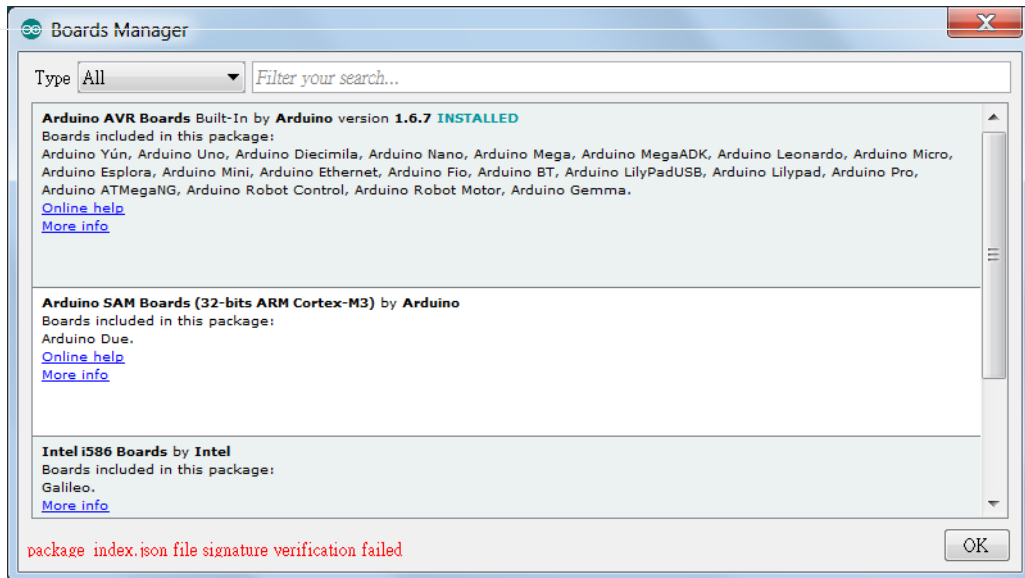 Boards Manager
Type All Filter your search...
Arduino AVR Boards Built-In by Arduino version 1.6.7 INSTALLED
Boards included in this package:
Arduino Yún, Arduino Uno, Arduino Diecimila, Arduino Nano, Arduino Mega, Arduino MegaADK, Arduino Leonardo, Arduino Micro,
Arduino Esplora, Arduino Mini, Arduino Ethernet, Arduino Fio, Arduino BT, Arduino LilyPadUSB, Arduino Lilypad, Arduino Pro,
Arduino ATMegaNG, Arduino Robot Control, Arduino Robot Motor, Arduino Gemma.
Online help
More info
Arduino SAM Boards (32-bits ARM Cortex-M3) by Arduino
Boards included in this package:
Arduino Due.
Online help
More info
Intel i586 Boards by Intel
Boards included in this package:
Galileo.
More info
package_index.json file signature verification failed
OK